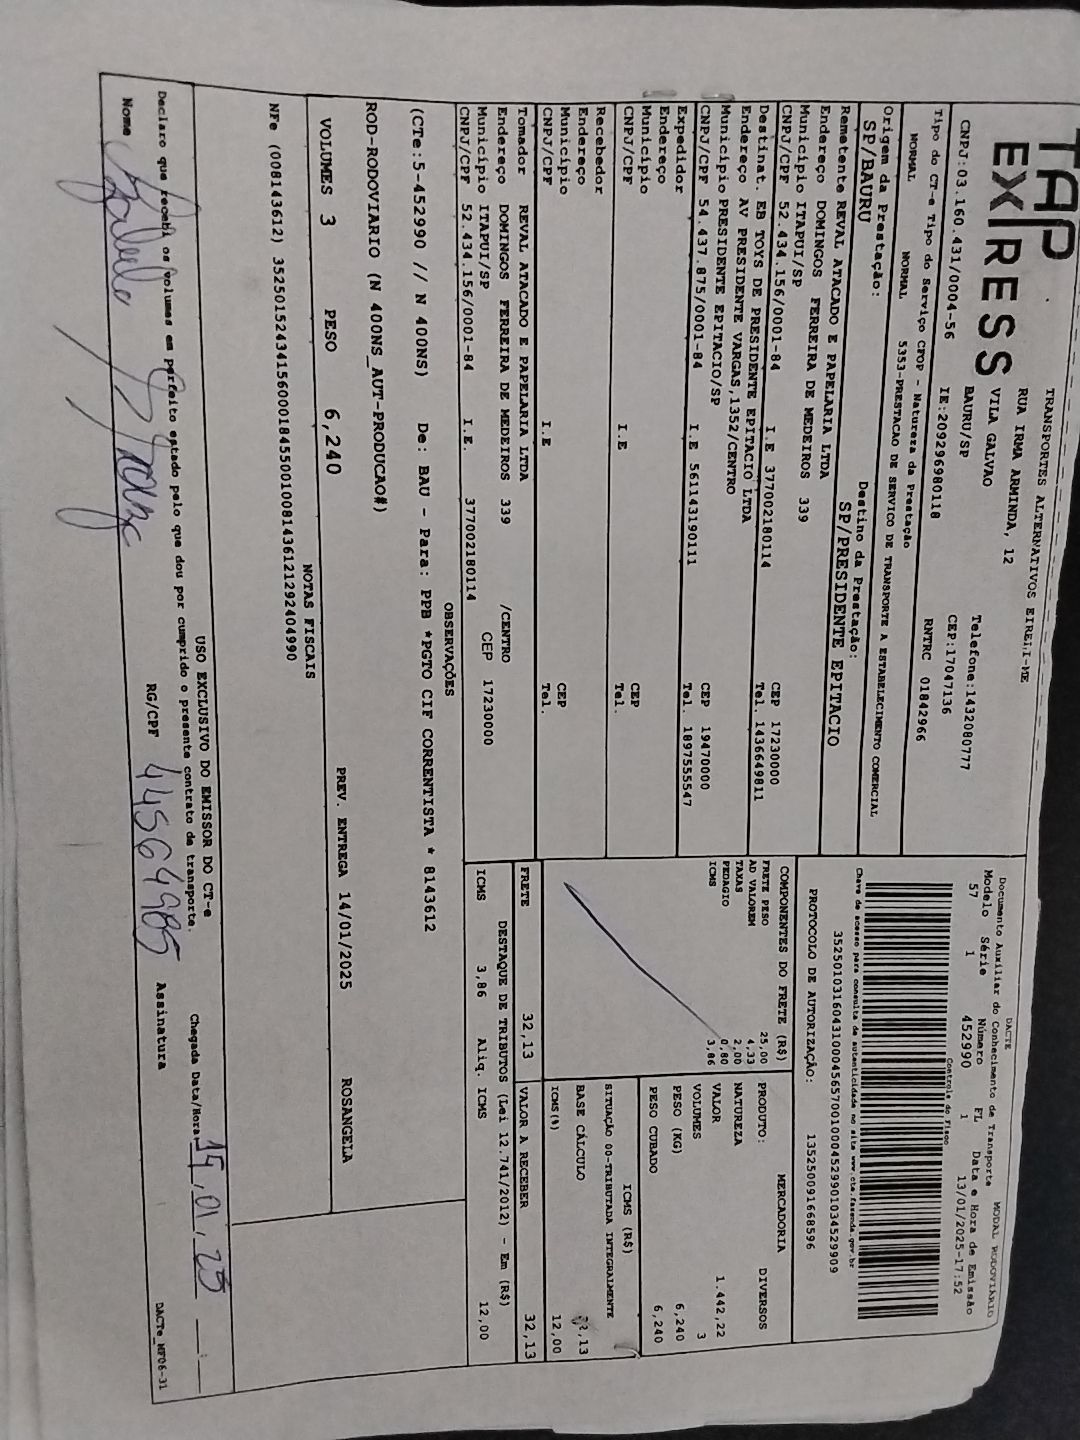 TAP
EXPRESS
TRANSPORTES ALTERNATIVOS EIRELI-ME
RUA IRMA ARMINDA, 12
VILA GALVAO
BAURU/SP
Telefone:1432080777
CEP:17047136
CNPJ:03.160.431/0004-56 IE:209296980118 RNTRC 01842966
Tipo do CT-e Tipo do Serviço CFOP - Natureza da Prestação
NORMAL NORMAL 5353-PRESTACAO DE SERVICO DE TRANSPORTE A ESTABELECIMENTO COMERCIAL
Origem da Prestação: Destino da Prestação:
SP/BAURU SP/PRESIDENTE EPITACIO
Remetente REVAL ATACADO E PAPELARIA LTDA
Endereço DOMINGOS FERREIRA DE MEDEIROS 339
Município ITAPUI/SP CEP 17230000
CNPJ/CPF 52.434.156/0001-84 I.E 377002180114 Tel. 1436649811
Destinat. EB TOYS DE PRESIDENTE EPITACIO LTDA
Endereço AV PRESIDENTE VARGAS,1352/CENTRO
Município PRESIDENTE EPITACIO/SP CEP 19470000
CNPJ/CPF 54.437.875/0001-84 I.E 561143190111 Tel. 1897555547
Expedidor
Endereço
Município CEP
CNPJ/CPF I.E Tel.
Recebedor
Endereço
Município CEP
CNPJ/CPF I.E Tel.
Tomador REVAL ATACADO E PAPELARIA LTDA
Endereço DOMINGOS FERREIRA DE MEDEIROS 339 /CENTRO
Município ITAPUI/SP CEP 17230000
CNPJ/CPF 52.434.156/0001-84 I.E. 377002180114
DACTE MODAL RODOVIÁRIO
Documento Auxiliar do Conhecimento de Transporte
Modelo Série Número FL Data e Hora de Emissão
57 1 452990 1 13/01/2025-17:52
Controle do Fisco
Chave de acesso para consulta de autenticidade no site www.cte.fazenda.gov.br
35250103160431000456570010004529901034529909
PROTOCOLO DE AUTORIZAÇÃO: 135250091668596
COMPONENTES DO FRETE (R$)
FRETE PESO 25,00
AD VALOREM 4,33
TAXAS 2,00
PEDAGIO 0,80
ICMS 3,86
MERCADORIA
PRODUTO: DIVERSOS
NATUREZA
VALOR 1.442,22
VOLUMES 3
PESO (KG) 6,240
PESO CUBADO 6,240
ICMS (R$)
SITUAÇÃO 00-TRIBUTADA INTEGRALMENTE
BASE CÁLCULO
ICMS(%) 12,00
FRETE 32,13 VALOR A RECEBER 32,13
DESTAQUE DE TRIBUTOS (Lei 12.741/2012) - Em (R$)
ICMS 3,86 Aliq. ICMS 12,00
OBSERVAÇÕES
(CTe:5-452990 // N 400NS) De: BAU - Para: PPB *PGTO CIF CORRENTISTA * 8143612
ROD-RODOVIARIO (N 400NS_AUT-PRODUCAO#)
VOLUMES 3 PESO 6,240 PREV. ENTREGA 14/01/2025 ROSANGELA
NOTAS FISCAIS
NFe (008143612) 35250152434156000184550010081436121292404990
USO EXCLUSIVO DO EMISSOR DO CT-e
Declaro que recebi os volumes em perfeito estado pelo que dou por cumprido o presente contrato de transporte.
Chegada Data/Hora 15,01,25
Nome RG/CPF 44564985 Assinatura
DACTe_MF06-31